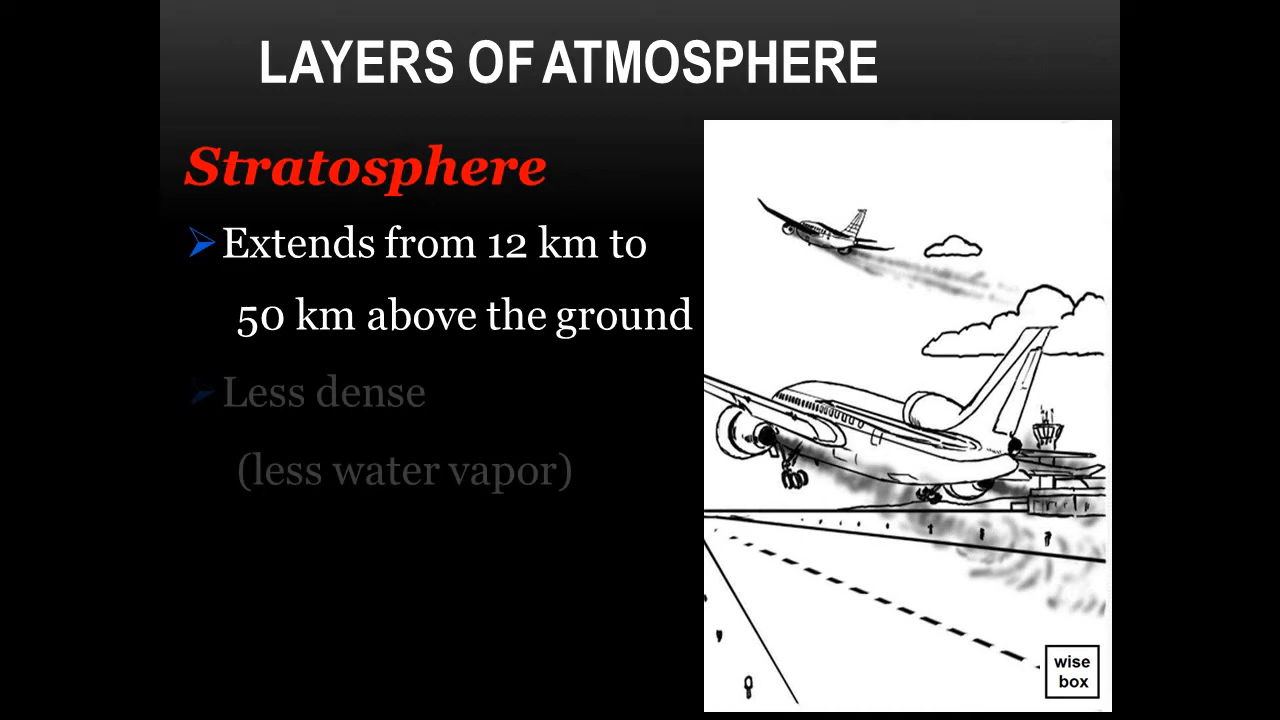 LAYERS OF ATMOSPHERE
Stratosphere
Extends from 12 km to
50 km above the ground
Less dense
(less water vapor)
wise
box